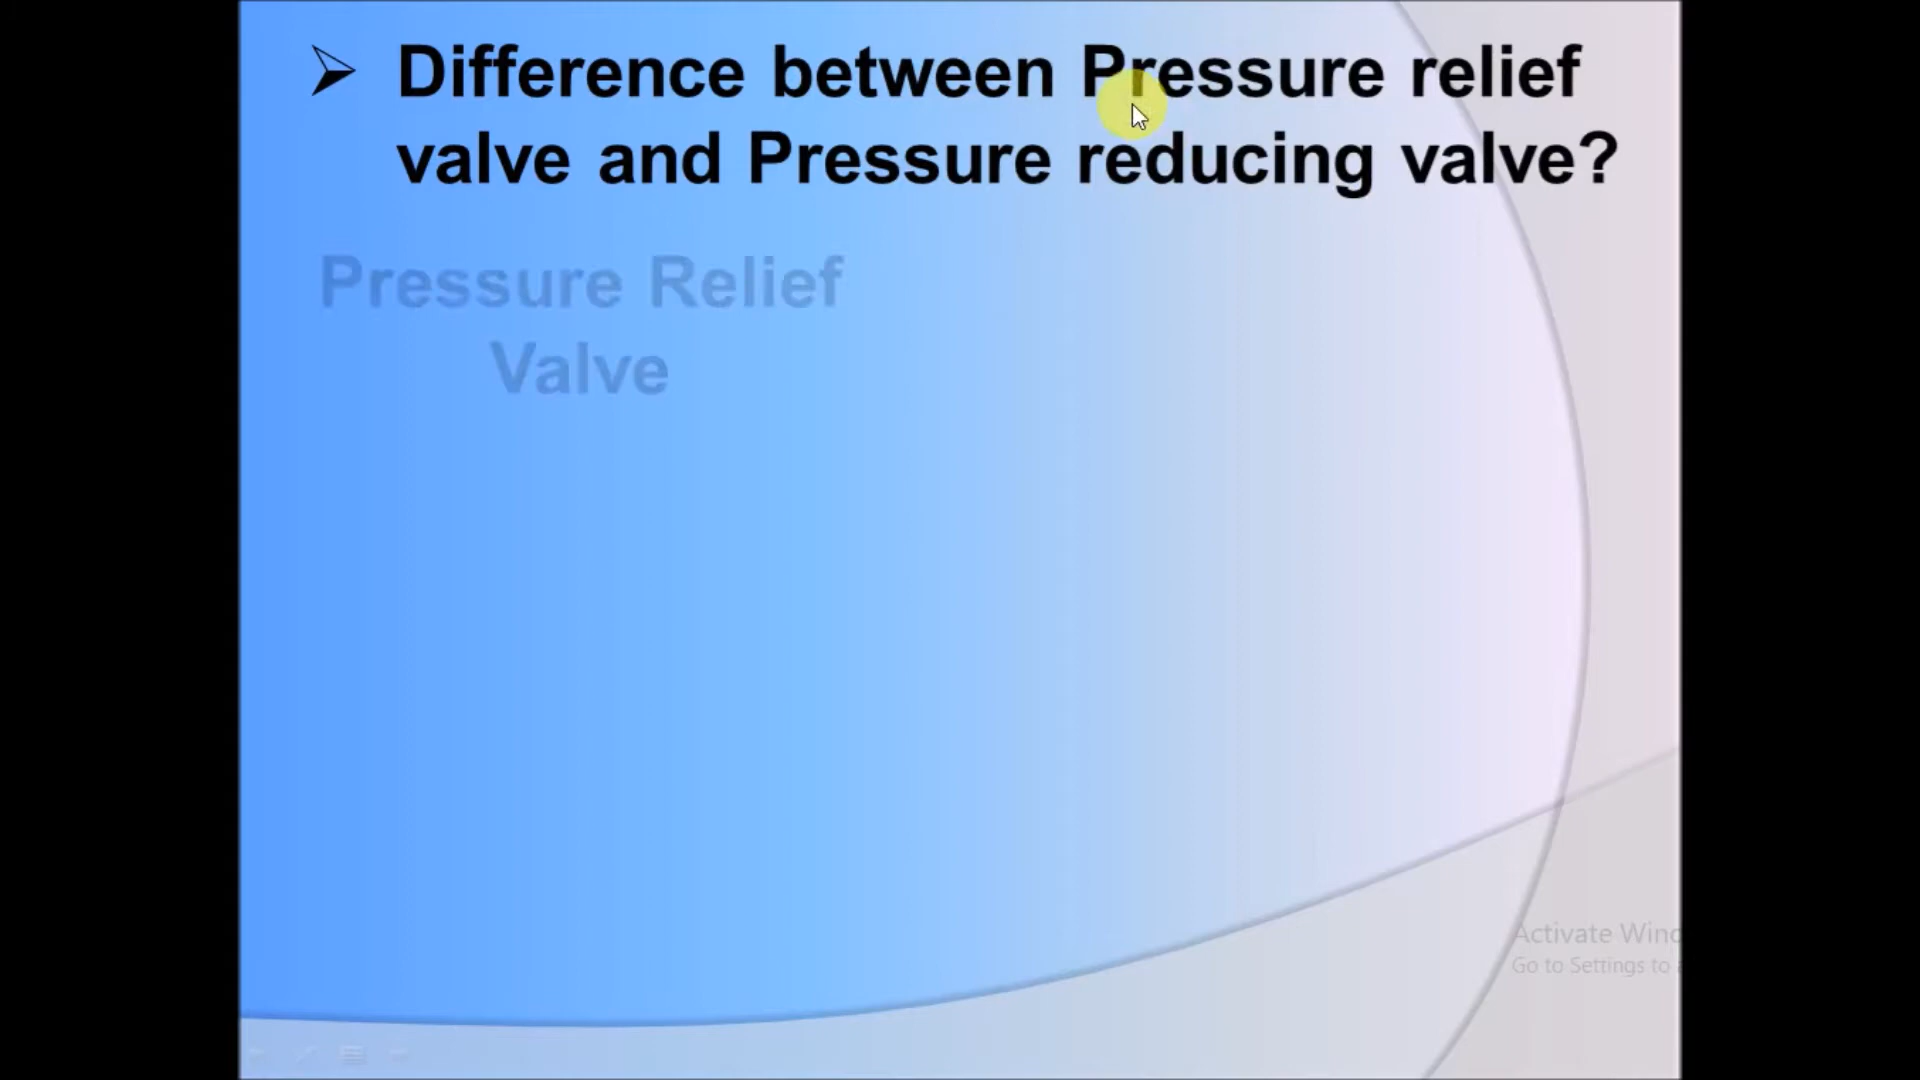 ➢ Difference between Pressure relief
valve and Pressure reducing valve?
Pressure Relief
Valve
Activate Wind
Go to Settings to a